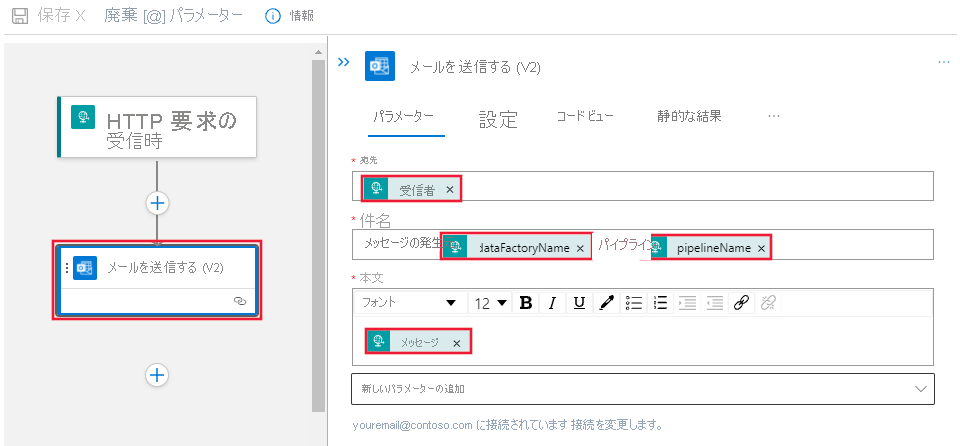 保存 X 廃棄 [@] パラメーター 情報
HTTP 要求の
受信時
メールを送信する (V2)
メールを送信する (V2)
パラメーター 設定 コードビュー 静的な結果 ...
* 宛先
受信者 ×
* 件名
メッセージの発生 dataFactoryName × パイプライン pipelineName ×
* 本文
フォント 12 B I U
メッセージ ×
新しいパラメーターの追加
youremail@contoso.com に接続されています 接続を変更します。